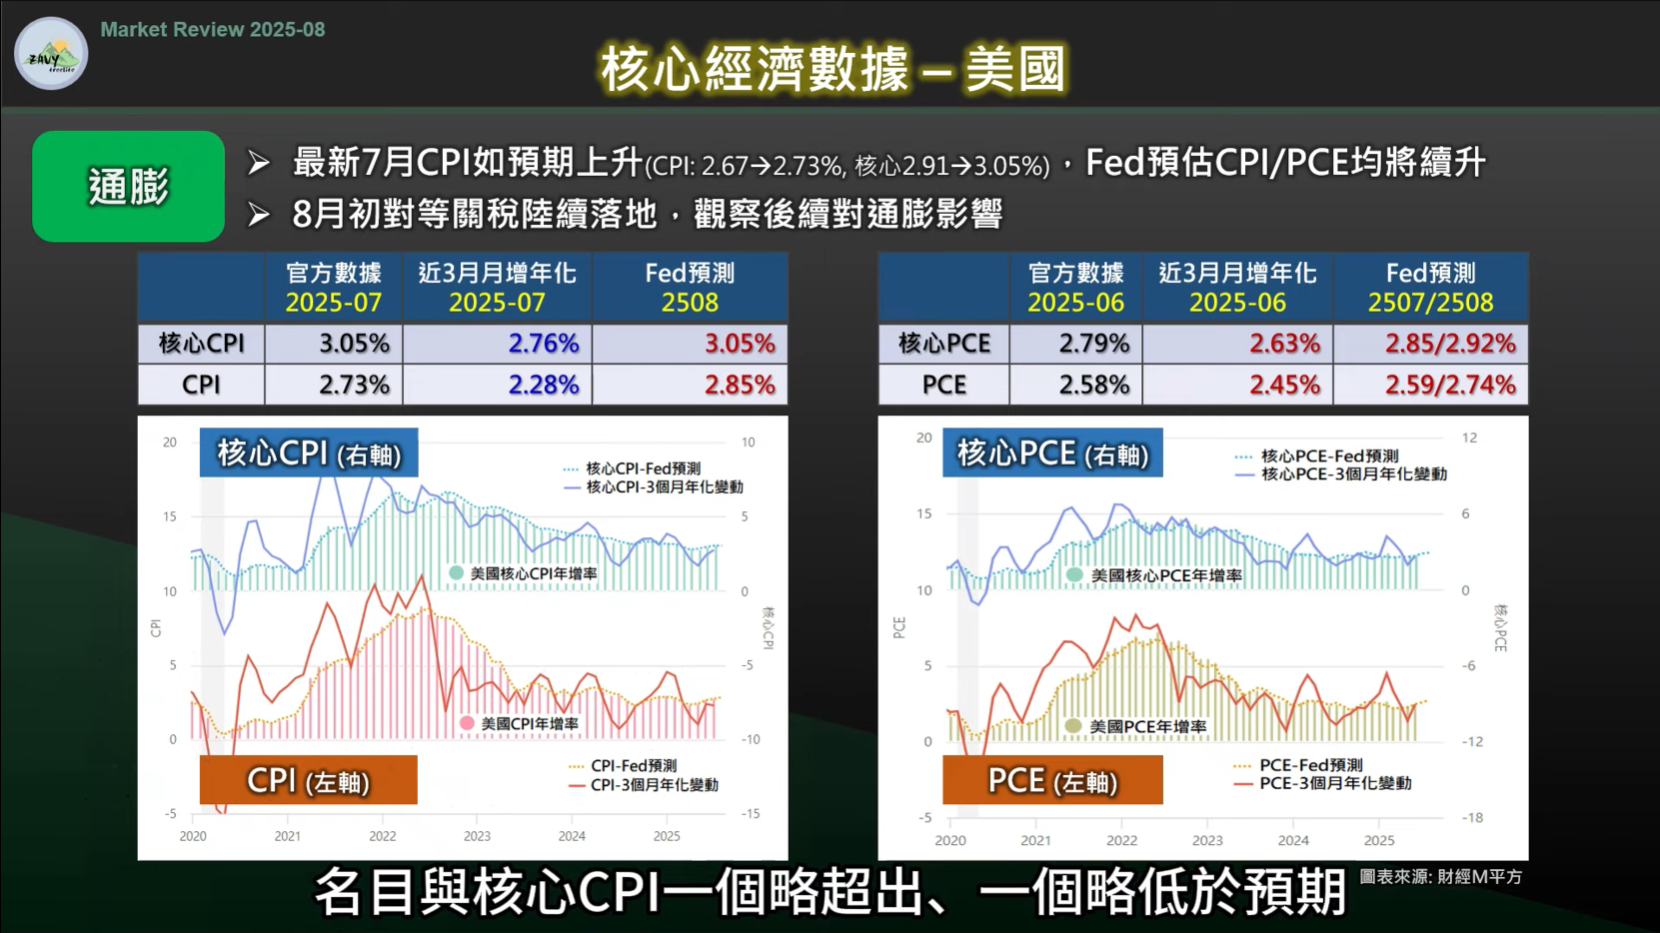 Market Review 2025-08
ZAVY
freelife
核心經濟數據 – 美國
通膨
➢ 最新7月CPI如預期上升(CPI: 2.67→2.73%, 核心2.91→3.05%)，Fed預估CPI/PCE均將續升
➢ 8月初對等關稅陸續落地，觀察後續對通膨影響
官方數據 2025-07 近3月月增年化 2025-07 Fed預測 2508
核心CPI 3.05% 2.76% 3.05%
CPI 2.73% 2.28% 2.85%
官方數據 2025-06 近3月月增年化 2025-06 Fed預測 2507/2508
核心PCE 2.79% 2.63% 2.85/2.92%
PCE 2.58% 2.45% 2.59/2.74%
核心CPI (右軸)
核心CPI-Fed預測
核心CPI-3個月年化變動
美國核心CPI年增率
美國CPI年增率
CPI (左軸)
CPI-Fed預測
CPI-3個月年化變動
20 15 10 5 0 -5
CPI
10 5 0 -5 -10 -15
核心CPI
2020 2021 2022 2023 2024 2025
核心PCE (右軸)
核心PCE-Fed預測
核心PCE-3個月年化變動
美國核心PCE年增率
美國PCE年增率
PCE (左軸)
PCE-Fed預測
PCE-3個月年化變動
20 15 10 5 0 -5
PCE
12 6 0 -6 -12 -18
核心PCE
2020 2021 2022 2023 2024 2025
圖表來源: 財經M平方
名目與核心CPI一個略超出、一個略低於預期